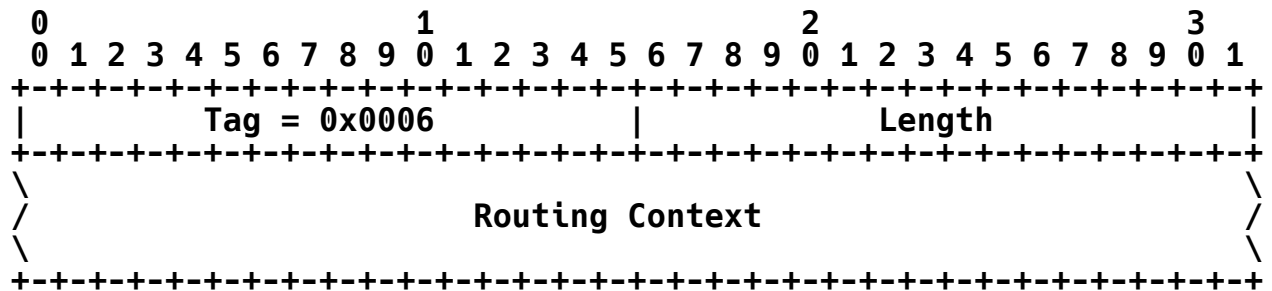 0                   1                   2                   3
 0 1 2 3 4 5 6 7 8 9 0 1 2 3 4 5 6 7 8 9 0 1 2 3 4 5 6 7 8 9 0 1
+-+-+-+-+-+-+-+-+-+-+-+-+-+-+-+-+-+-+-+-+-+-+-+-+-+-+-+-+-+-+-+-+
|         Tag = 0x0006          |            Length             |
+-+-+-+-+-+-+-+-+-+-+-+-+-+-+-+-+-+-+-+-+-+-+-+-+-+-+-+-+-+-+-+-+
\                                                               \
/                       Routing Context                         /
\                                                               \
+-+-+-+-+-+-+-+-+-+-+-+-+-+-+-+-+-+-+-+-+-+-+-+-+-+-+-+-+-+-+-+-+